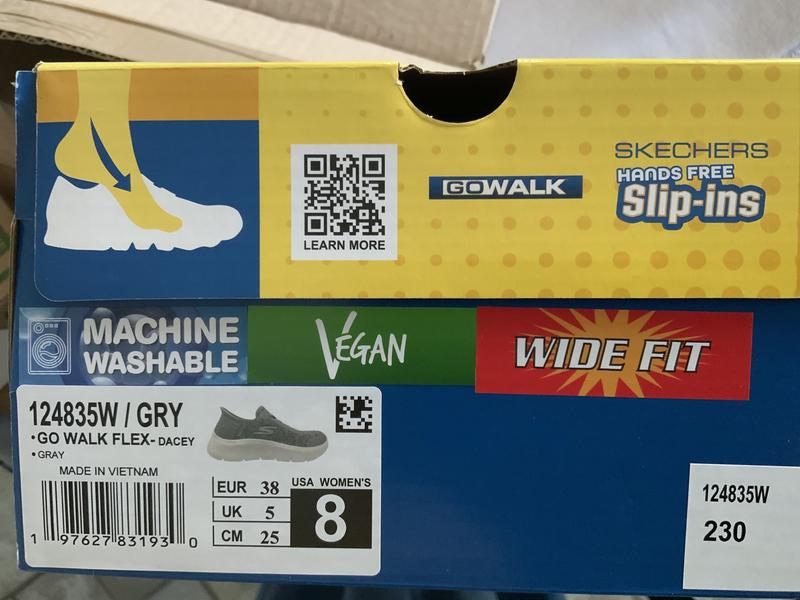 LEARN MORE
GOWALK
SKECHERS
HANDS FREE
Slip-ins
MACHINE
WASHABLE
VEGAN
WIDE FIT
124835W / GRY
•GO WALK FLEX- DACEY
•GRAY
MADE IN VIETNAM
1 97627 83193 0
EUR 38
UK 5
CM 25
USA WOMEN'S
8
124835W
230